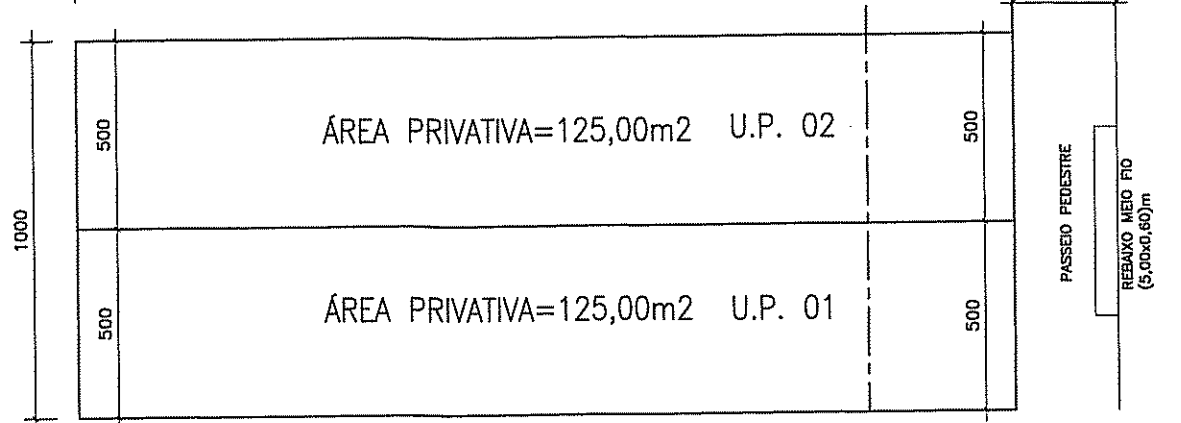 1000
500
ÁREA PRIVATIVA=125,00m2 U.P. 02
500
500
ÁREA PRIVATIVA=125,00m2 U.P. 01
500
PASSEIO PEDESTRE
REBAIXO MEIO FIO
(5,00x0,60)m